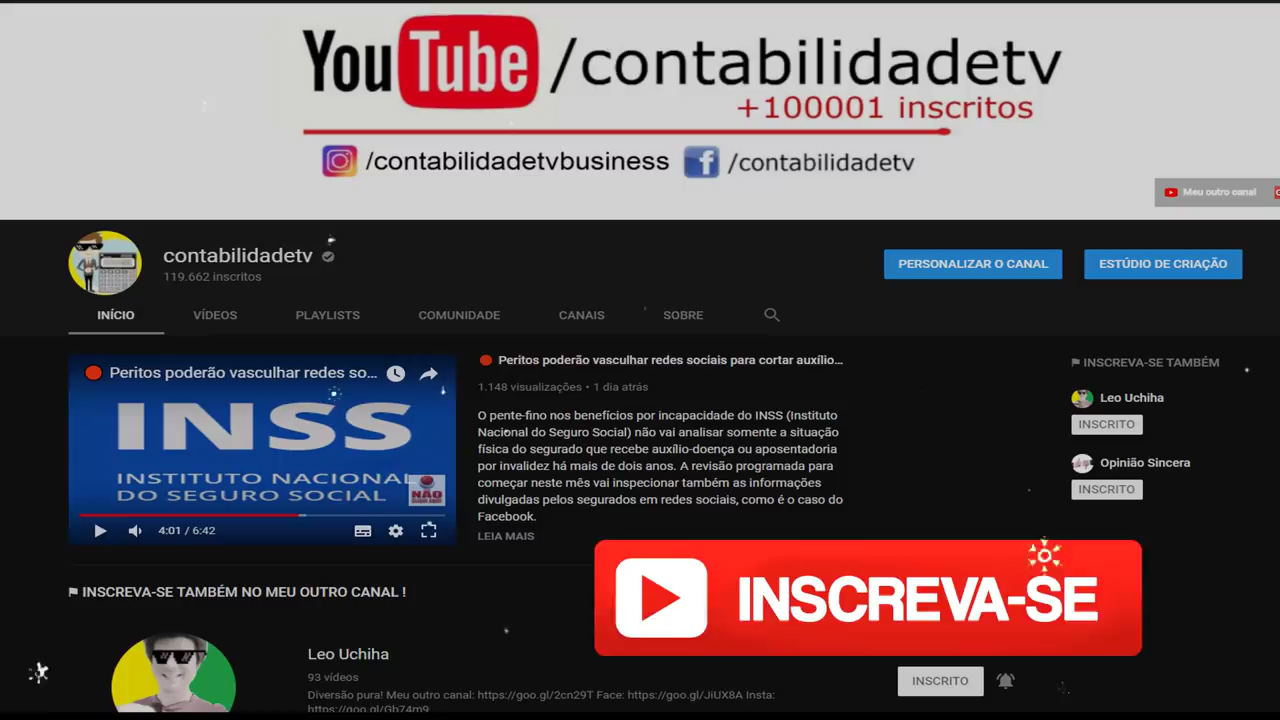 YouTube /contabilidadetv
+100001 inscritos
/contabilidadetvbusiness /contabilidadetv
Meu outro canal
contabilidadetv
119.662 inscritos
PERSONALIZAR O CANAL
ESTÚDIO DE CRIAÇÃO
INÍCIO VÍDEOS PLAYLISTS COMUNIDADE CANAIS SOBRE
Peritos poderão vasculhar redes so...
INSS
INSTITUTO NACIONAL
DO SEGURO SOCIAL
NÃO
4:01 / 6:42
Peritos poderão vasculhar redes sociais para cortar auxílio...
1.148 visualizações • 1 dia atrás
O pente-fino nos benefícios por incapacidade do INSS (Instituto
Nacional do Seguro Social) não vai analisar somente a situação
física do segurado que recebe auxílio-doença ou aposentadoria
por invalidez há mais de dois anos. A revisão programada para
começar neste mês vai inspecionar também as informações
divulgadas pelos segurados em redes sociais, como é o caso do
Facebook.
LEIA MAIS
INSCREVA-SE TAMBÉM
Leo Uchiha
INSCRITO
Opinião Sincera
INSCRITO
INSCREVA-SE
INSCREVA-SE TAMBÉM NO MEU OUTRO CANAL !
Leo Uchiha
93 vídeos
Diversão pura! Meu outro canal: https://goo.gl/2cn29T Face: https://goo.gl/JiUX8A Insta:
https://goo.gl/Gb74m9
INSCRITO